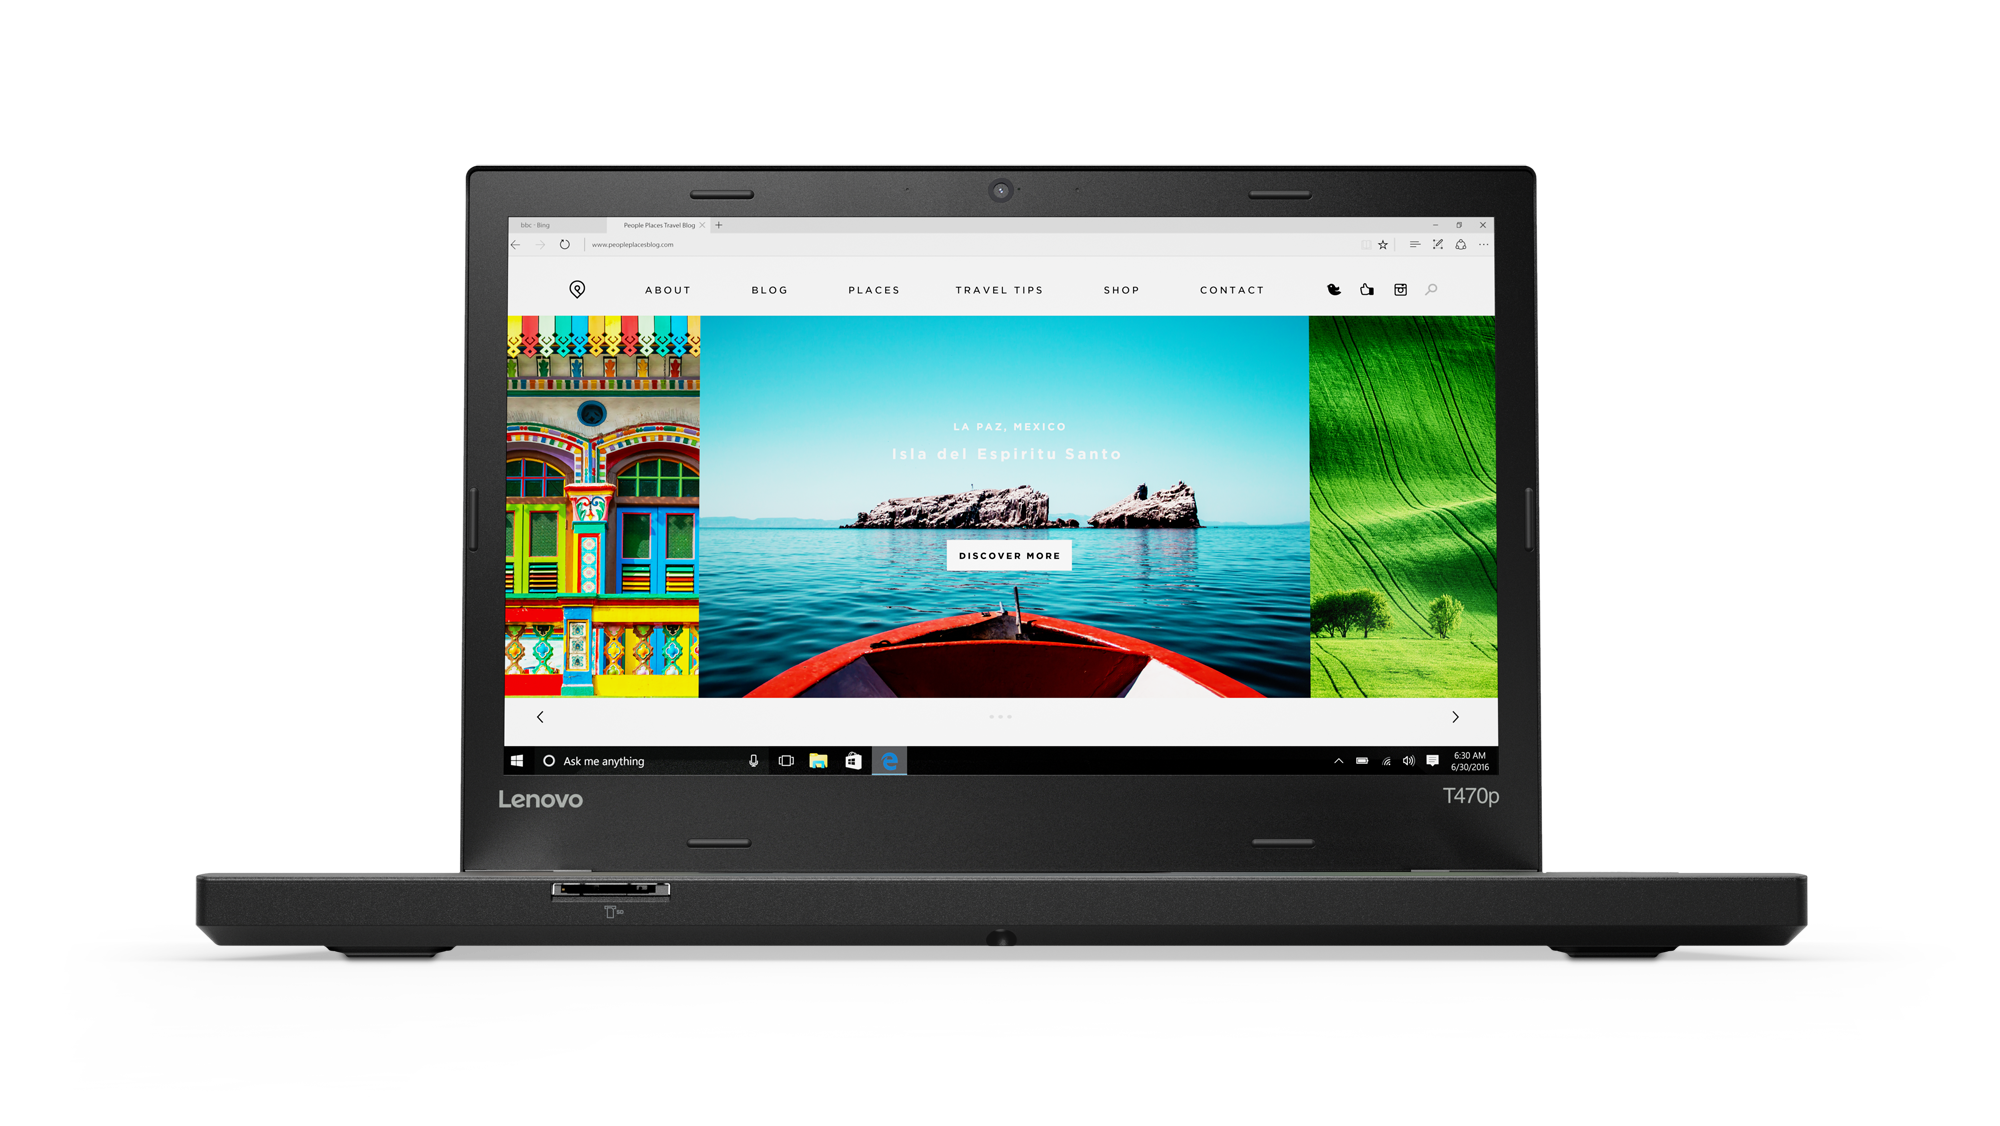 bbc - Bing
People Places Travel Blog
www.peopleplacesblog.com
ABOUT BLOG PLACES TRAVEL TIPS SHOP CONTACT
LA PAZ, MEXICO
Isla del Espiritu Santo
DISCOVER MORE
Ask me anything
6:30 AM
6/30/2016
Lenovo
T470p